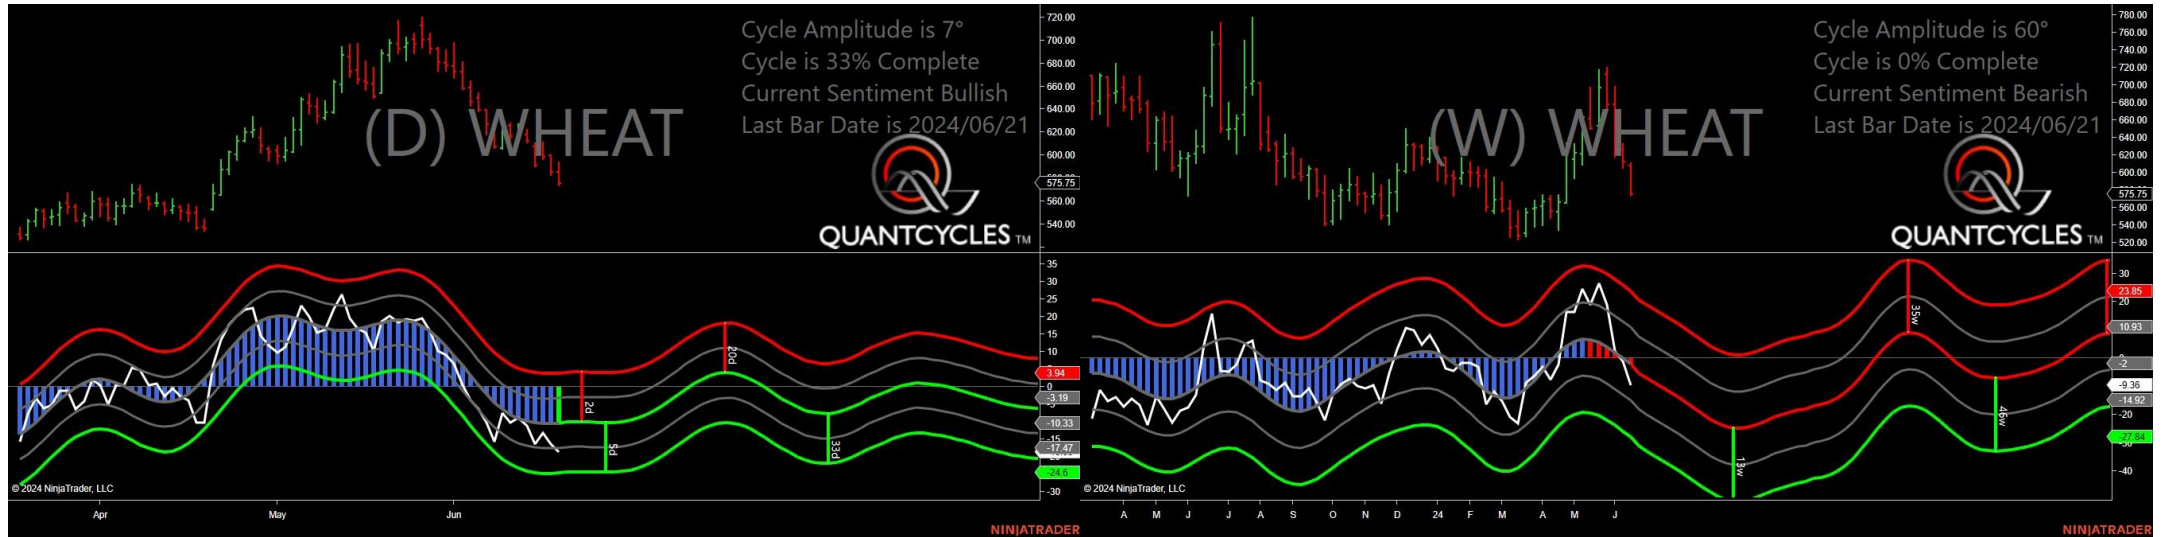 Cycle Amplitude is 7°
Cycle is 33% Complete
Current Sentiment Bullish
Last Bar Date is 2024/06/21
(D) WHEAT
QUANTCYCLES TM
720.00
700.00
680.00
660.00
640.00
620.00
600.00
575.75
560.00
540.00
35
30
25
20
15
10
3.94
0
-3.19
-10.33
-15
-17.47
-24.6
-30
20d
2d
5d
33d
© 2024 NinjaTrader, LLC
Apr May Jun
NINJATRADER
Cycle Amplitude is 60°
Cycle is 0% Complete
Current Sentiment Bearish
Last Bar Date is 2024/06/21
(W) WHEAT
QUANTCYCLES TM
780.00
760.00
740.00
720.00
700.00
680.00
660.00
640.00
620.00
600.00
575.75
560.00
540.00
520.00
30
23.85
20
10.93
-2
-9.36
-14.92
-20
-27.84
-40
35w
46w
13w
© 2024 NinjaTrader, LLC
A M J J A S O N D 24 F M A M J
NINJATRADER